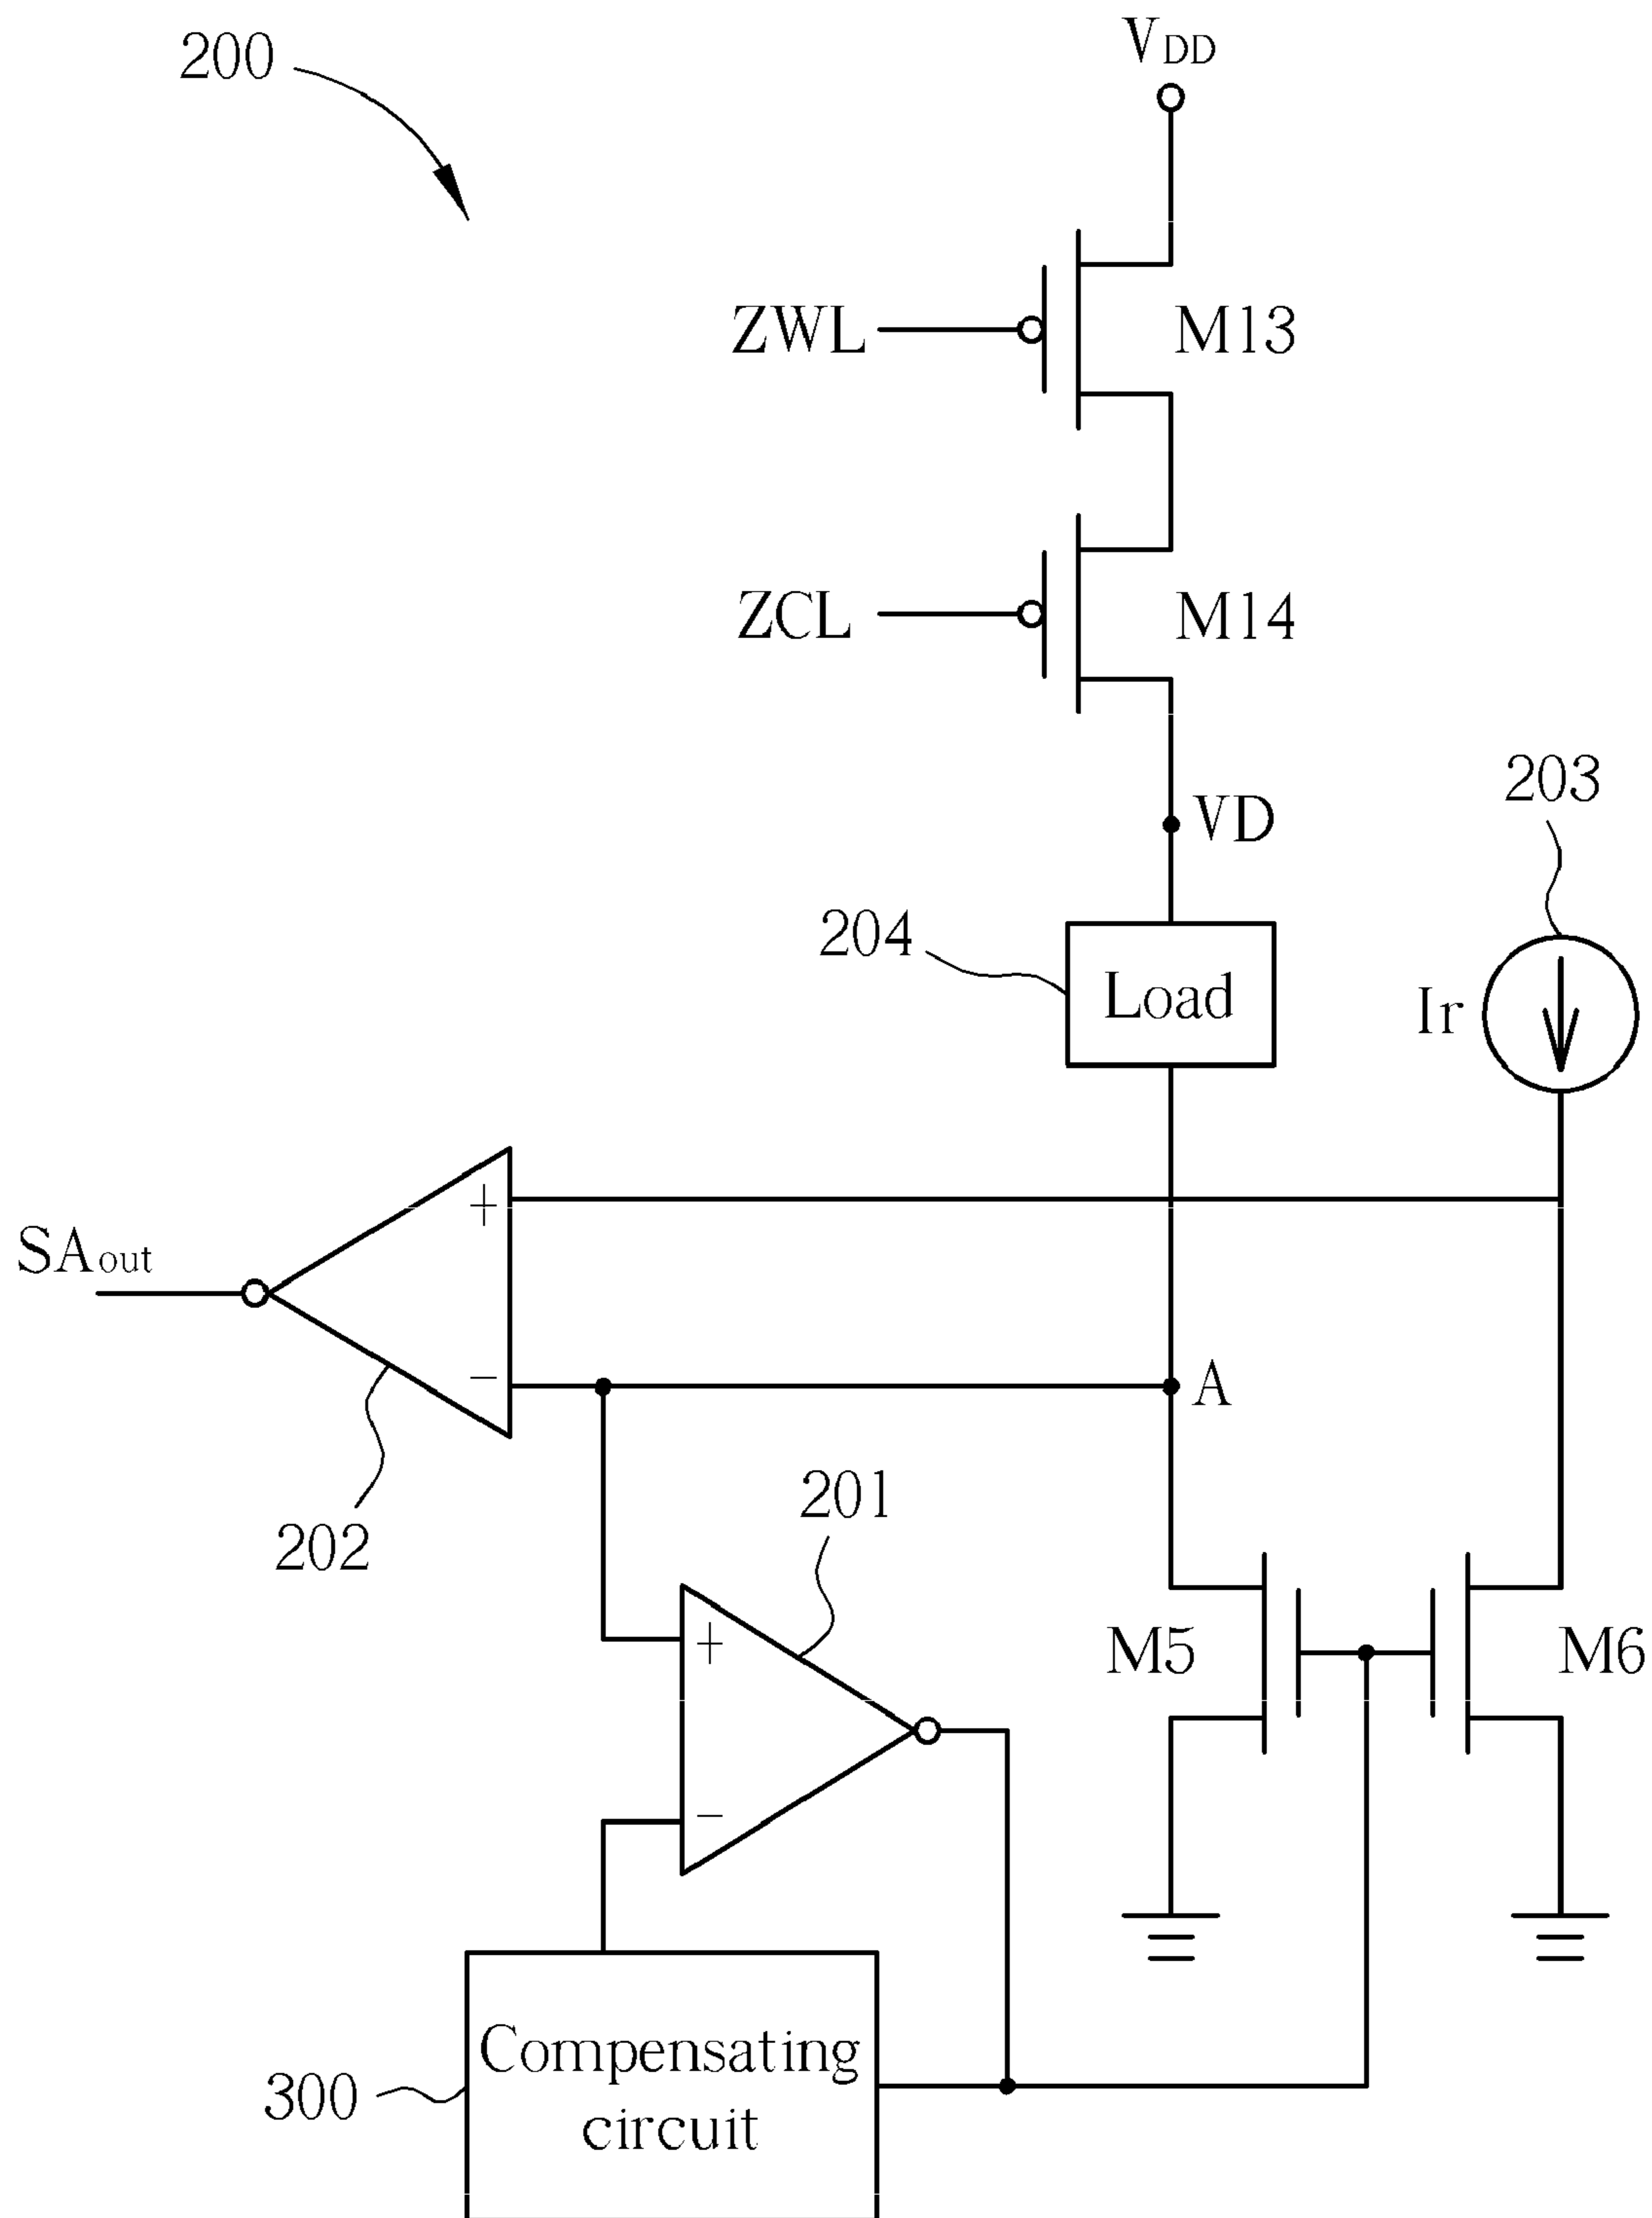 200
VDD
ZWL
M13
ZCL
M14
VD
203
204
Load
Ir
+
SAout
−
A
202
201
+
M5
M6
−
300
Compensating
circuit